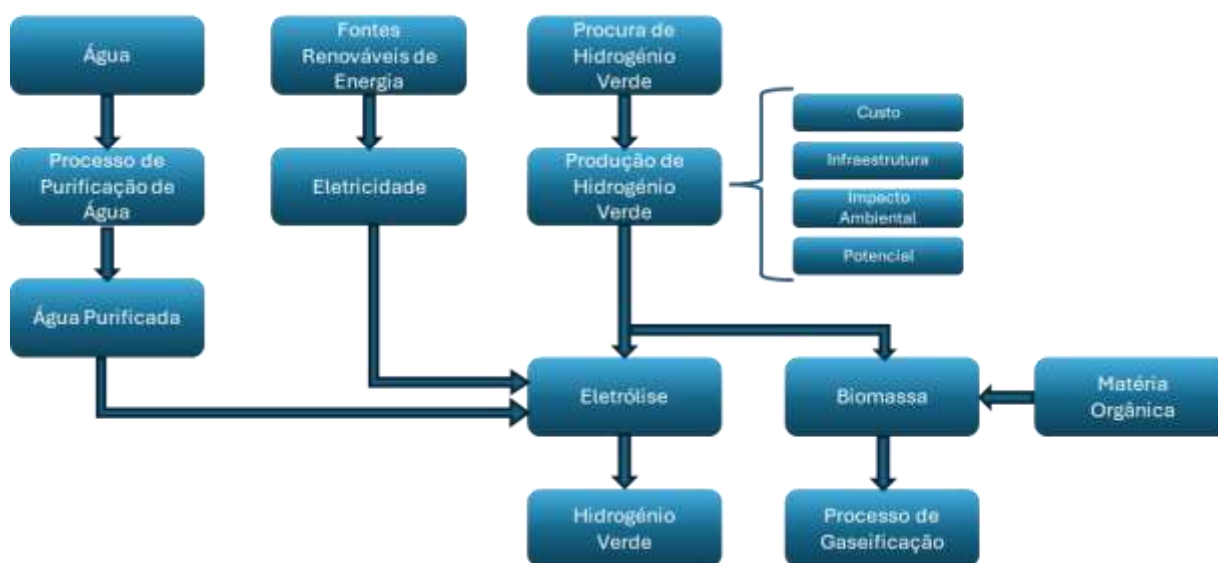 Água
Fontes
Renováveis de
Energia
Procura de
Hidrogénio
Verde
Custo
Infraestrutura
Impacto
Ambiental
Potencial
Processo de
Purificação de
Água
Eletricidade
Produção de
Hidrogénio
Verde
Água Purificada
Eletrólise
Biomassa
Matéria
Orgânica
Hidrogénio
Verde
Processo de
Gaseificação